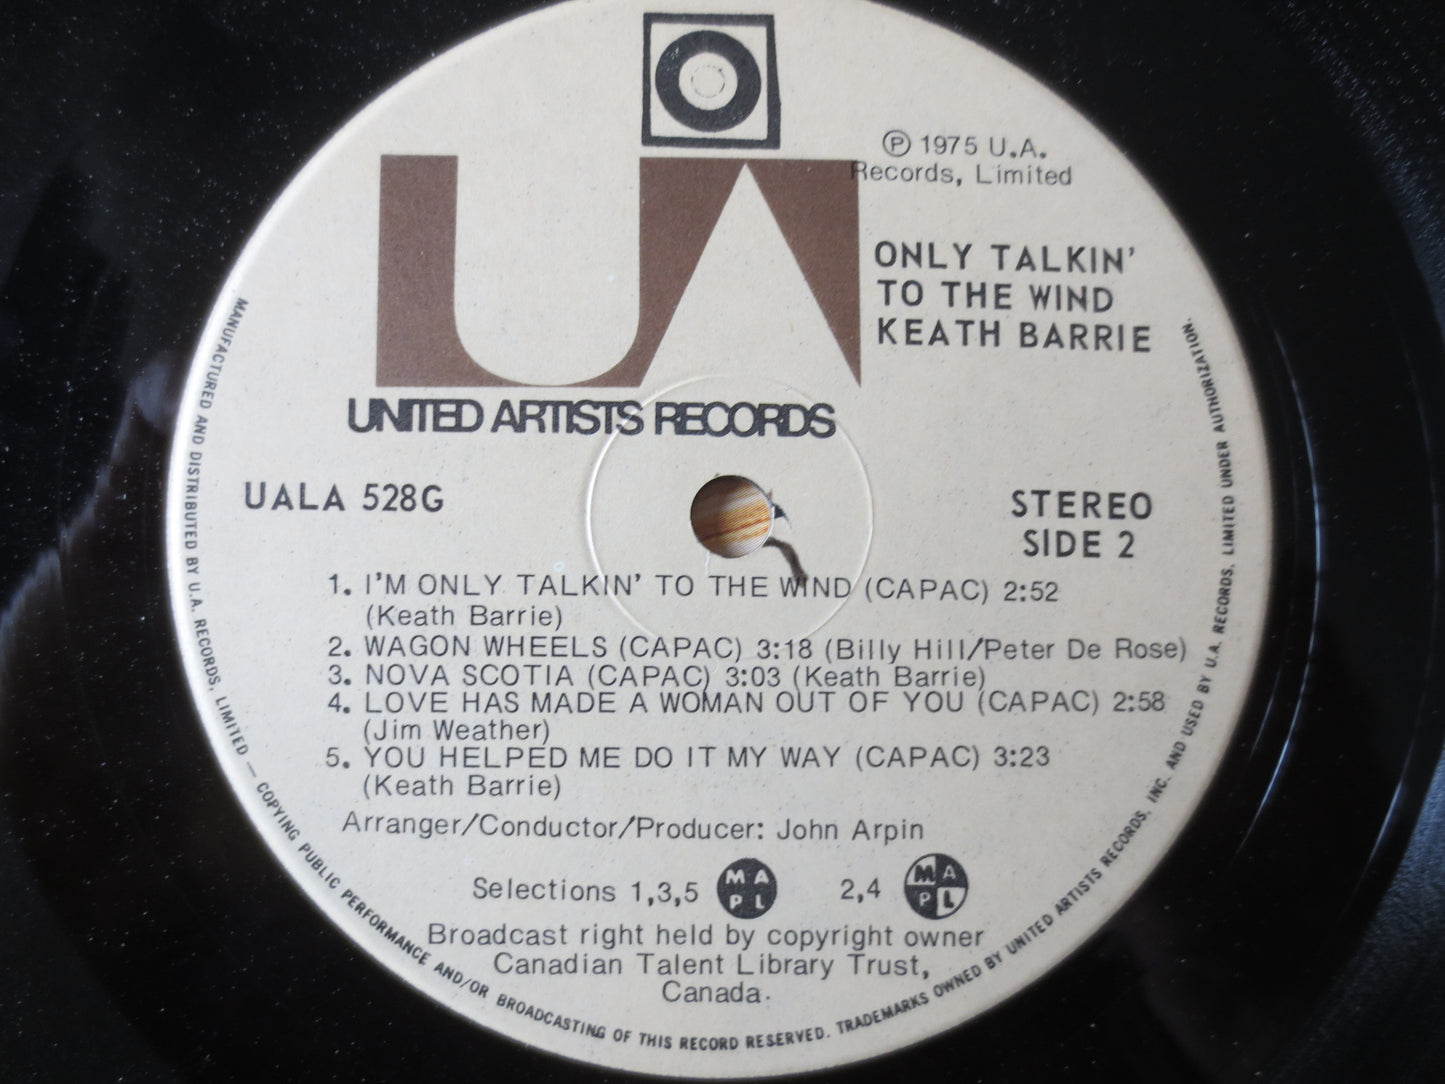 ℗ 1975 U.A.
Records, Limited
ONLY TALKIN'
TO THE WIND
KEATH BARRIE
UA
UNITED ARTISTS RECORDS
UALA 528G
STEREO
SIDE 2
1. I'M ONLY TALKIN' TO THE WIND (CAPAC) 2:52
(Keath Barrie)
2. WAGON WHEELS (CAPAC) 3:18 (Billy Hill/Peter De Rose)
3. NOVA SCOTIA (CAPAC) 3:03 (Keath Barrie)
4. LOVE HAS MADE A WOMAN OUT OF YOU (CAPAC) 2:58
(Jim Weather)
5. YOU HELPED ME DO IT MY WAY (CAPAC) 3:23
(Keath Barrie)
Arranger/Conductor/Producer: John Arpin
Selections 1,3,5 MAPL 2,4 MAPL
Broadcast right held by copyright owner
Canadian Talent Library Trust,
Canada.
MANUFACTURED AND DISTRIBUTED BY U.A. RECORDS, LIMITED — COPYING PUBLIC PERFORMANCE AND/OR BROADCASTING OF THIS RECORD RESERVED. TRADEMARKS OWNED BY UNITED ARTISTS RECORDS, INC. AND USED BY U.A. RECORDS, LIMITED UNDER AUTHORIZATION.